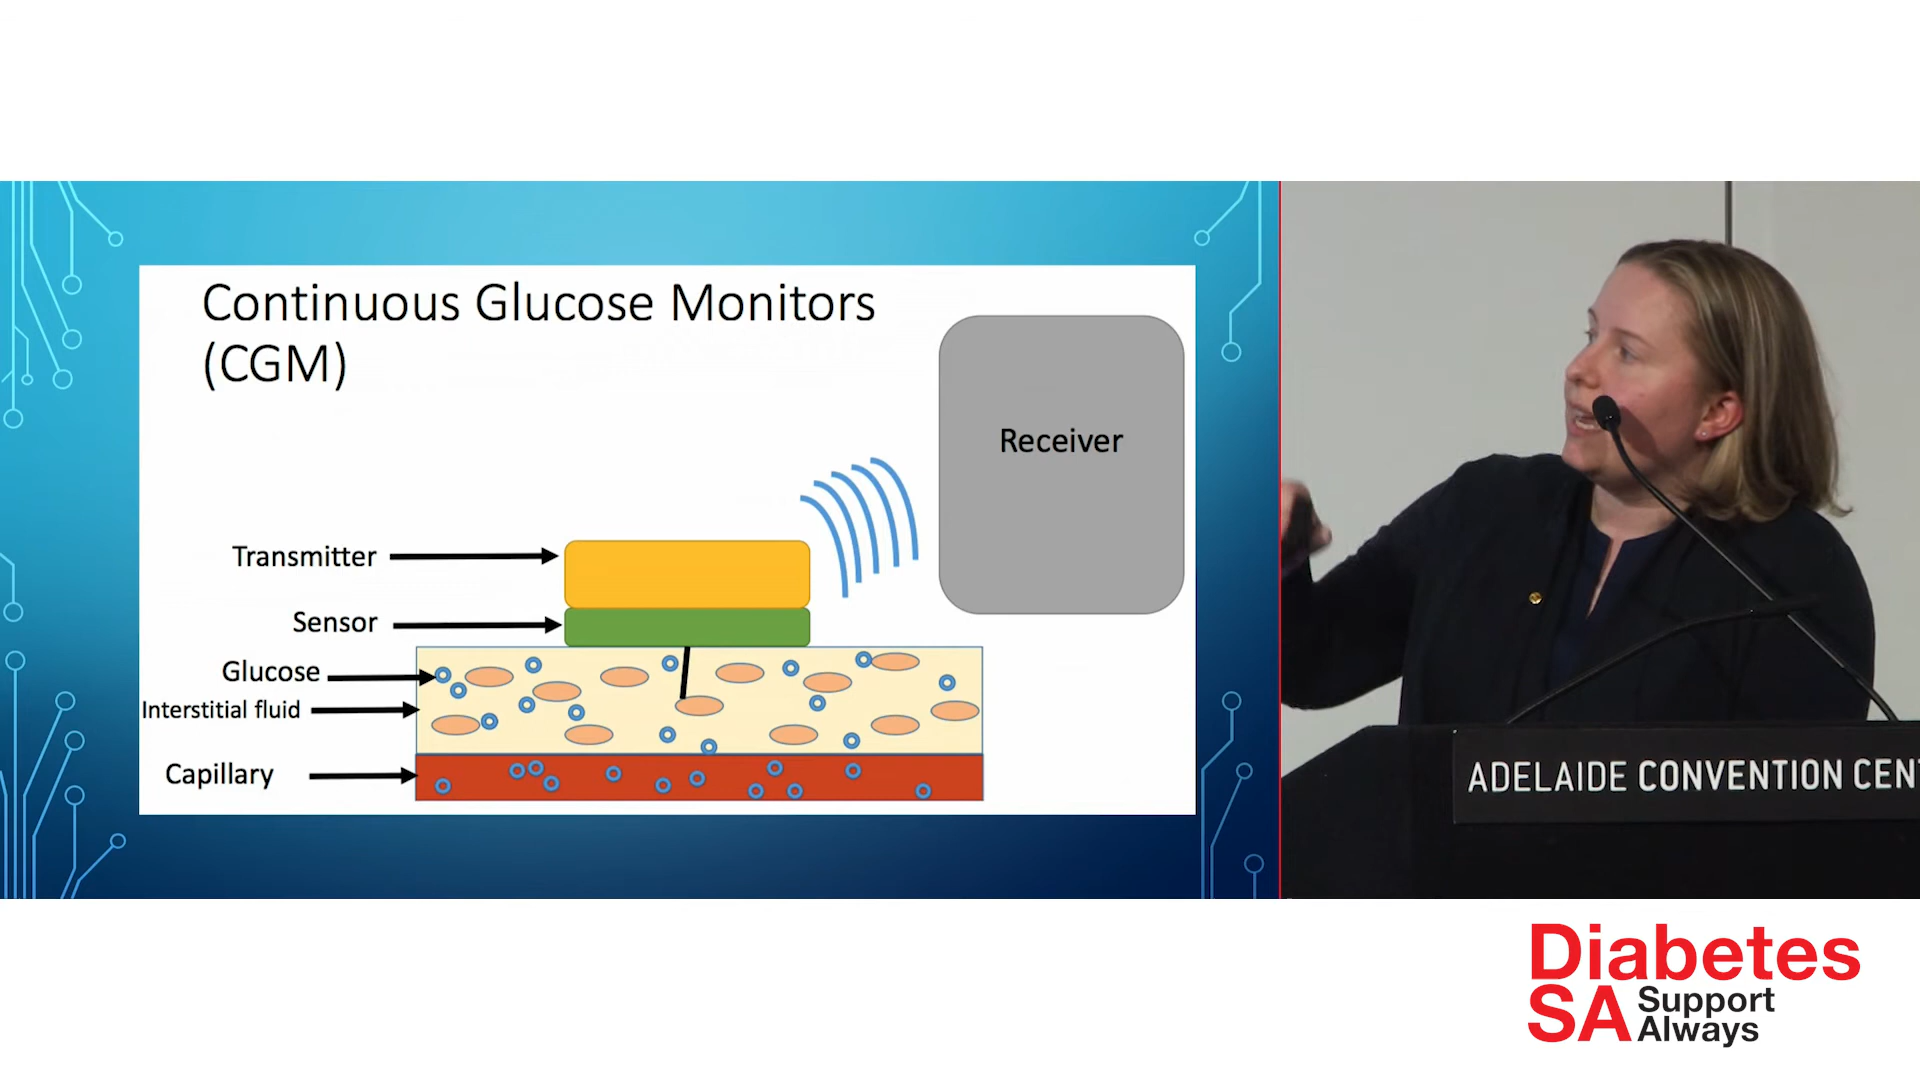 Continuous Glucose Monitors
(CGM)
Receiver
Transmitter
Sensor
Glucose
Interstitial fluid
Capillary
ADELAIDE CONVENTION CEN
Diabetes
SA Support
Always